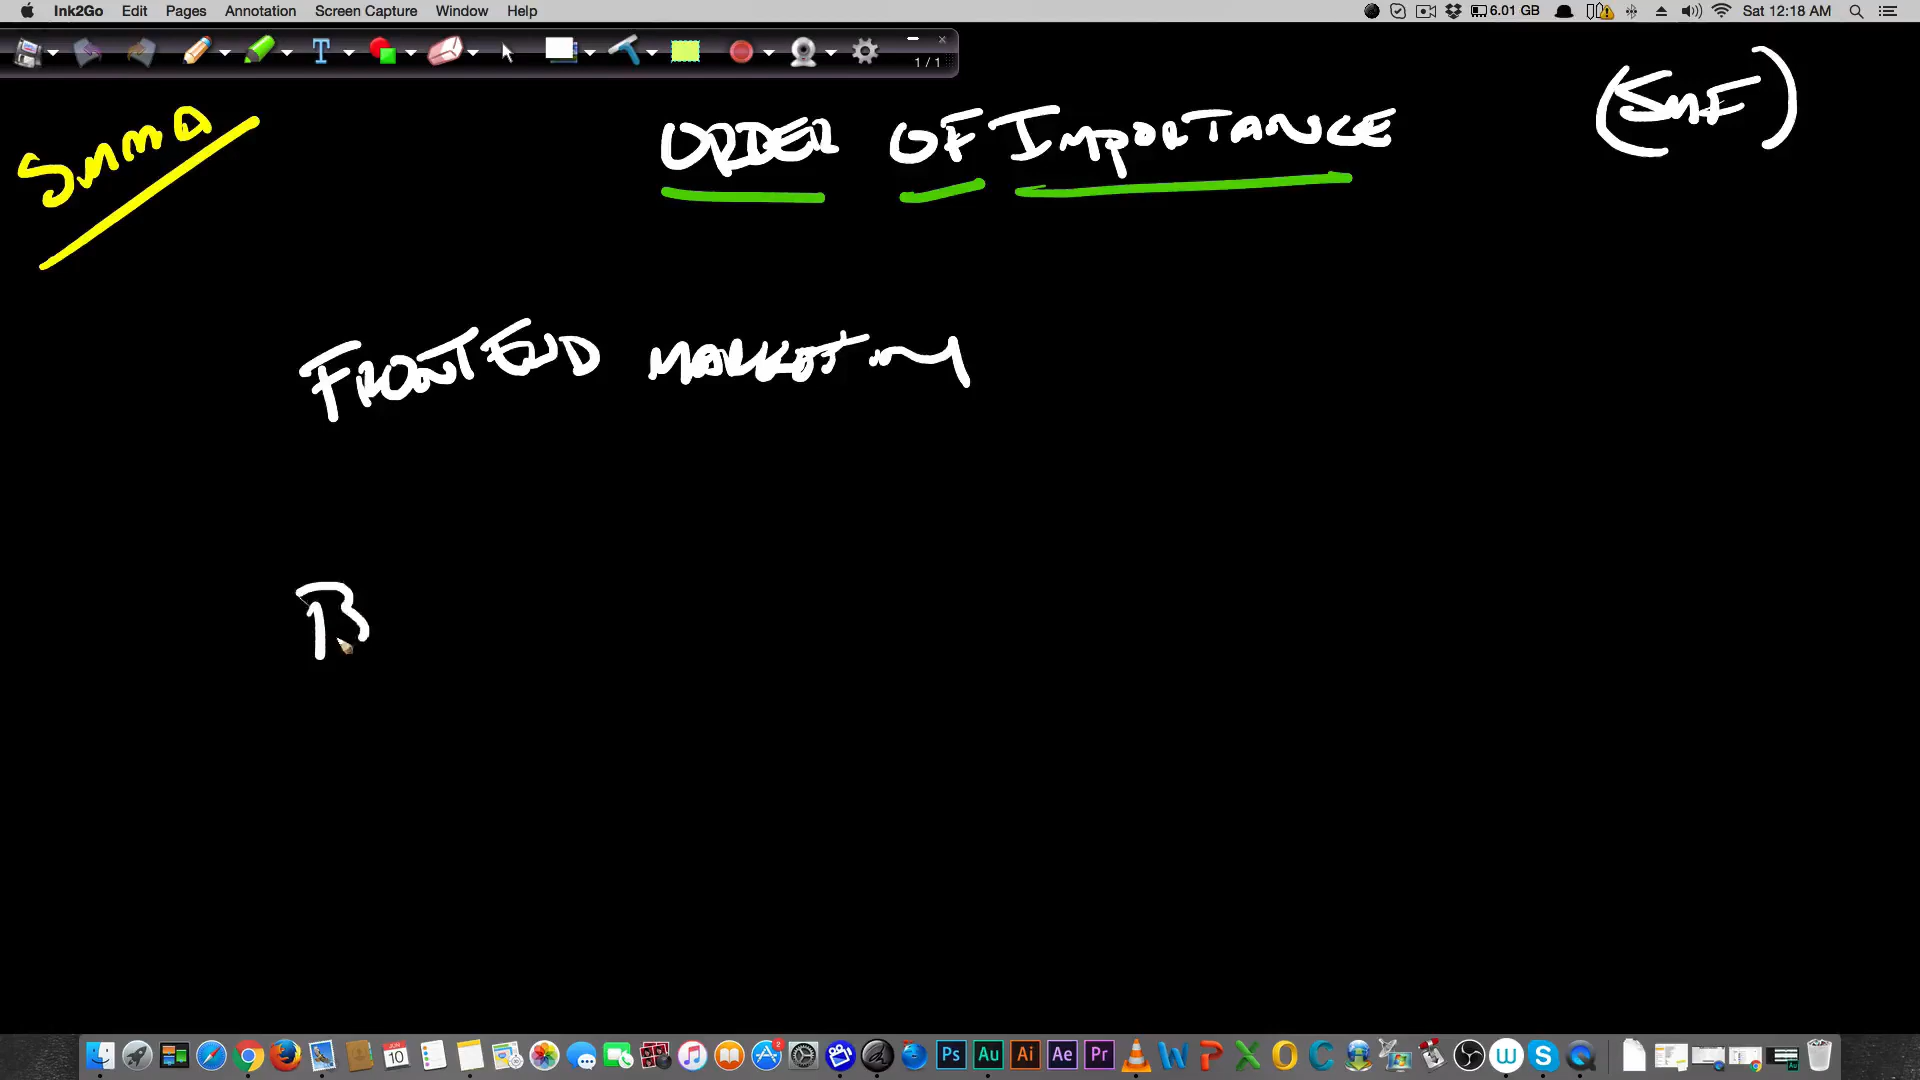 Ink2Go Edit Pages Annotation Screen Capture Window Help 6.01 GB Sat 12:18 AM
1 / 1
(SMF)
SMMA
ORDER OF IMPORTANCE
FRONTEND MARKETING
B